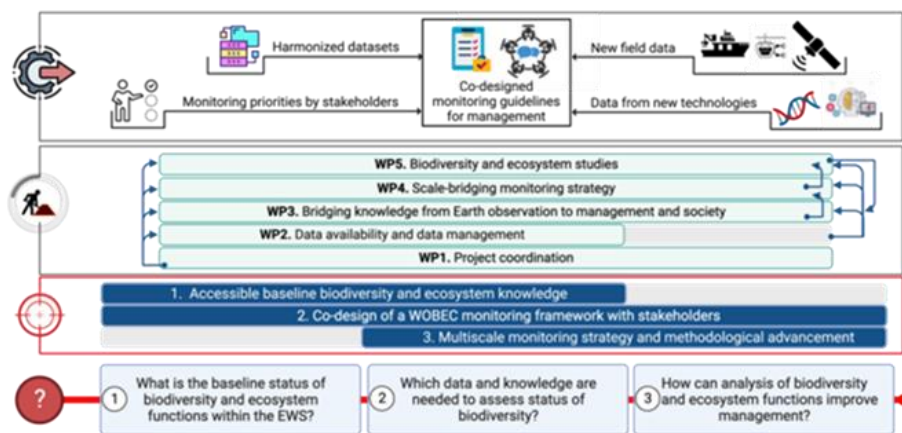 Harmonized datasets
New field data
Monitoring priorities by stakeholders
Co-designed
monitoring guidelines
for management
Data from new technologies
WP5. Biodiversity and ecosystem studies
WP4. Scale-bridging monitoring strategy
WP3. Bridging knowledge from Earth observation to management and society
WP2. Data availability and data management
WP1. Project coordination
1. Accessible baseline biodiversity and ecosystem knowledge
2. Co-design of a WOBEC monitoring framework with stakeholders
3. Multiscale monitoring strategy and methodological advancement
?
1
What is the baseline status of
biodiversity and ecosystem
functions within the EWS?
2
Which data and knowledge are
needed to assess status of
biodiversity?
3
How can analysis of biodiversity
and ecosystem functions improve
management?